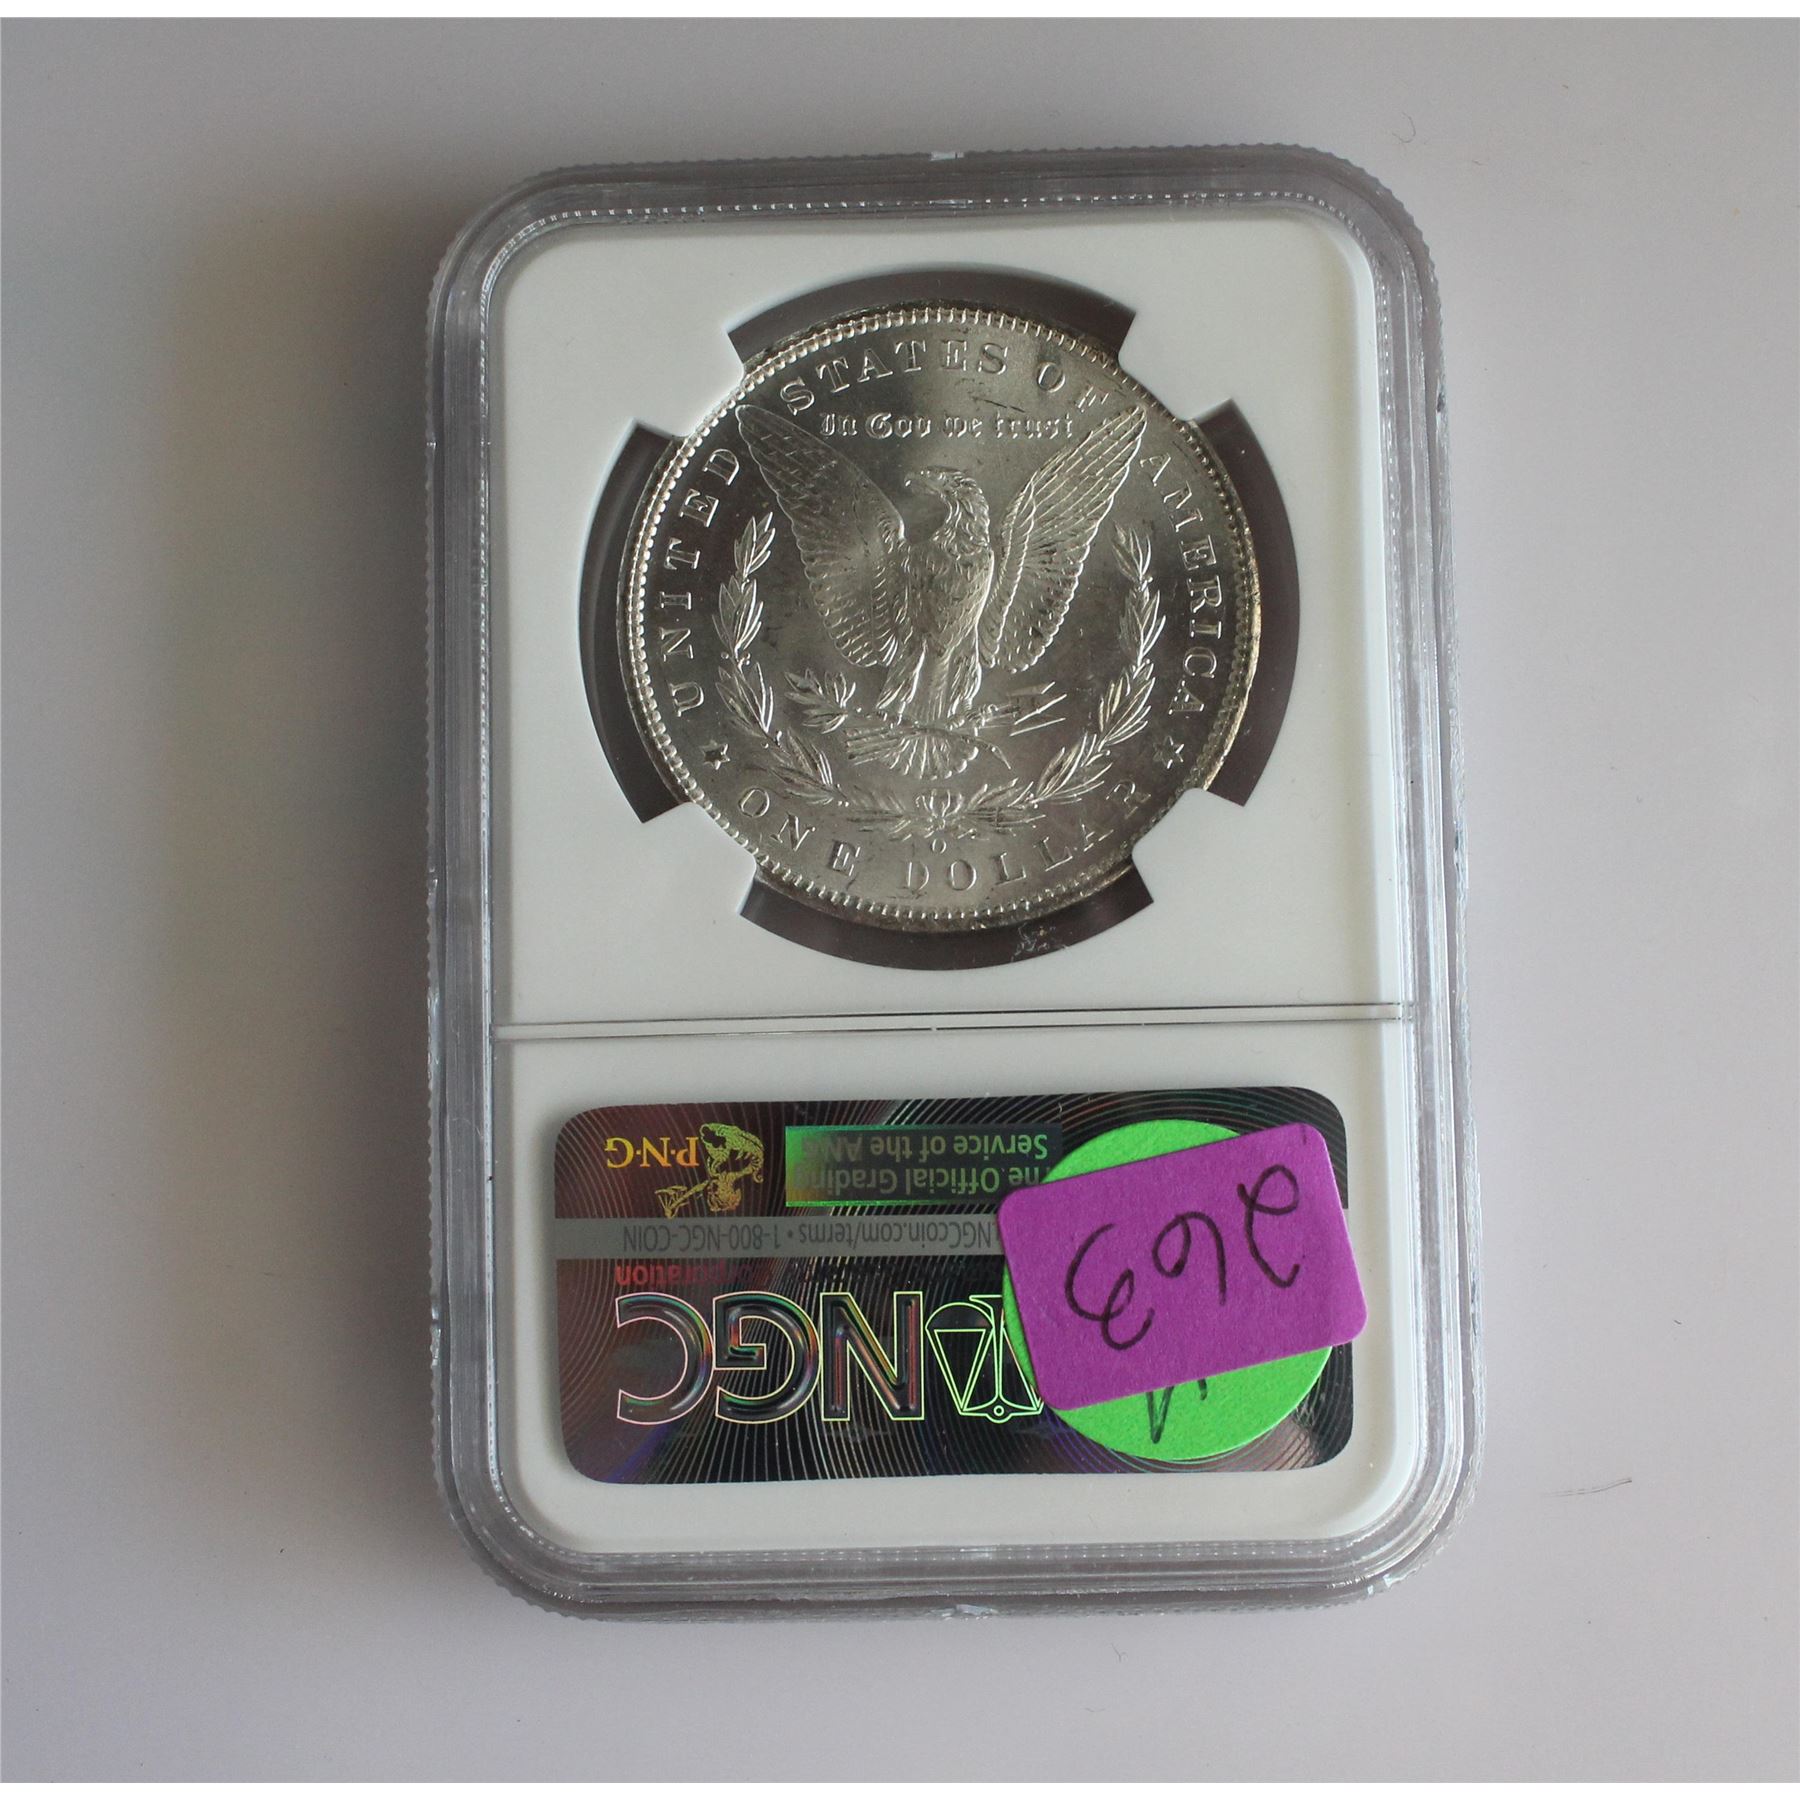 UNITED STATES OF AMERICA
In God we trust
O
ONE DOLLAR
NGC
NGCcoin.com/terms • 1-800-NGC-COIN
The Official Grading
Service of the ANA
P•N•G
263